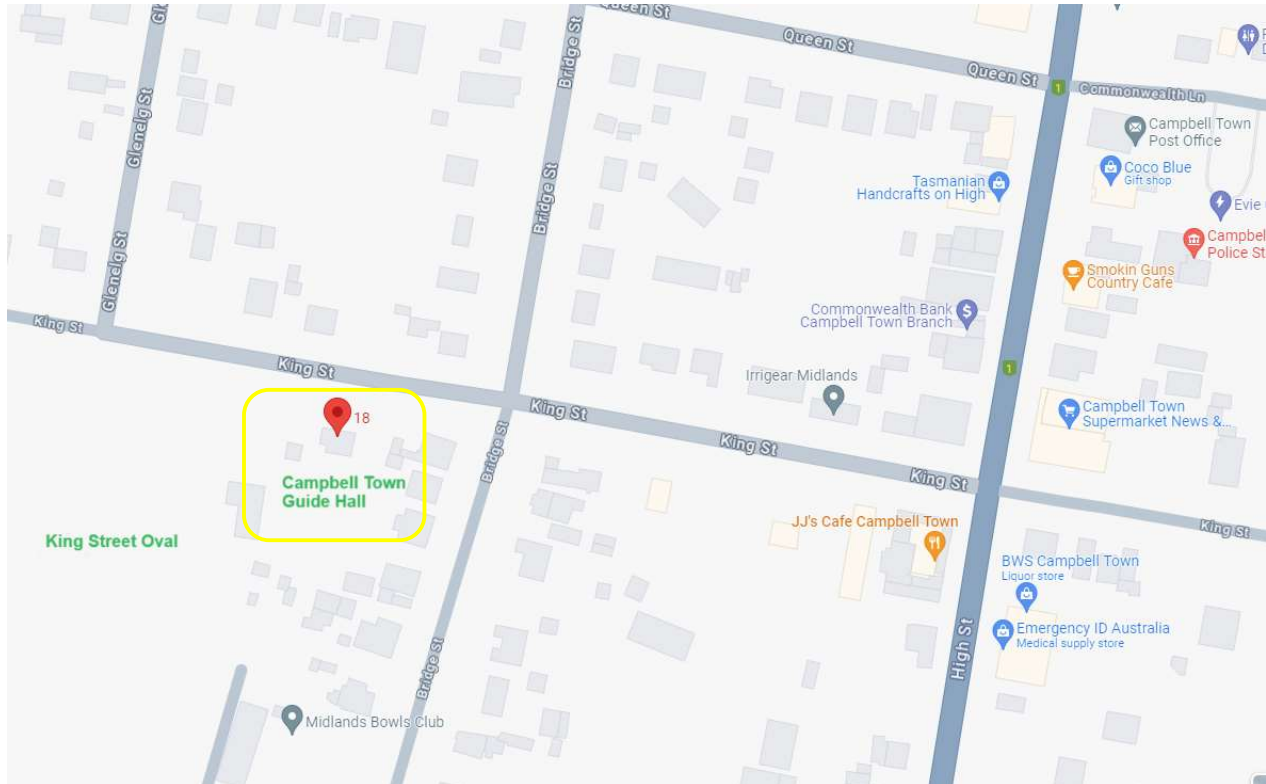 Queen St
Queen St
Queen St
1
Commonwealth Ln
Campbell Town
Post Office
Coco Blue
Gift shop
Tasmanian
Handcrafts on High
Evie
Campbel
Police St
Smokin Guns
Country Cafe
Commonwealth Bank
Campbell Town Branch
Bridge St
Bridge St
Bridge St
Glenelg St
Glenelg St
King St
King St
18
Irrigear Midlands
1
Campbell Town
Supermarket News &...
King St
King St
King St
King St
Bridge St
Campbell Town
Guide Hall
King Street Oval
JJ's Cafe Campbell Town
BWS Campbell Town
Liquor store
Emergency ID Australia
Medical supply store
High St
Bridge St
Midlands Bowls Club